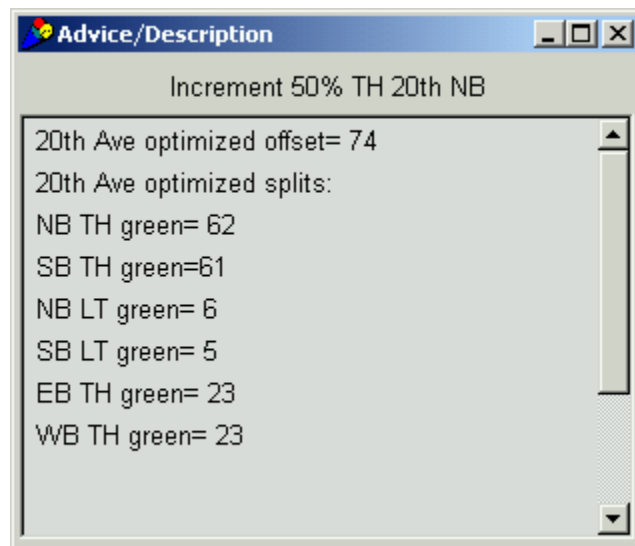 Advice/Description
Increment 50% TH 20th NB
20th Ave optimized offset= 74
20th Ave optimized splits:
NB TH green= 62
SB TH green=61
NB LT green= 6
SB LT green= 5
EB TH green= 23
WB TH green= 23